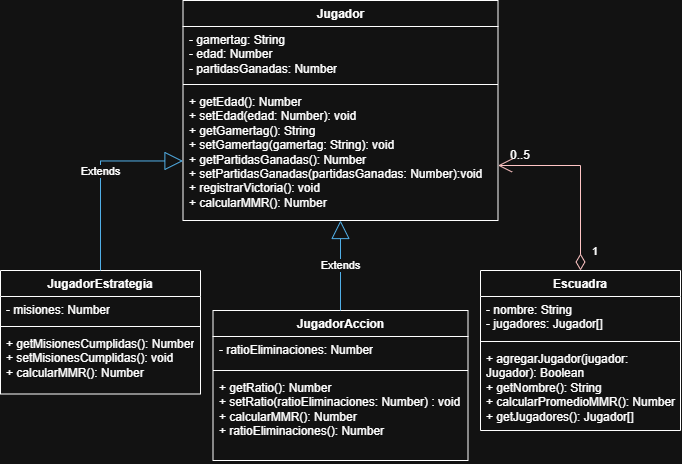 Jugador
- gamertag: String
- edad: Number
- partidasGanadas: Number
+ getEdad(): Number
+ setEdad(edad: Number): void
+ getGamertag(): String
+ setGamertag(gamertag: String): void
+ getPartidasGanadas(): Number
+ setPartidasGanadas(partidasGanadas: Number):void
+ registrarVictoria(): void
+ calcularMMR(): Number
Extends
Extends
0..5
1
JugadorEstrategia
- misiones: Number
+ getMisionesCumplidas(): Number
+ setMisionesCumplidas(): void
+ calcularMMR(): Number
JugadorAccion
- ratioEliminaciones: Number
+ getRatio(): Number
+ setRatio(ratioEliminaciones: Number) : void
+ calcularMMR(): Number
+ ratioEliminaciones(): Number
Escuadra
- nombre: String
- jugadores: Jugador[]
+ agregarJugador(jugador:
Jugador): Boolean
+ getNombre(): String
+ calcularPromedioMMR(): Number
+ getJugadores(): Jugador[]